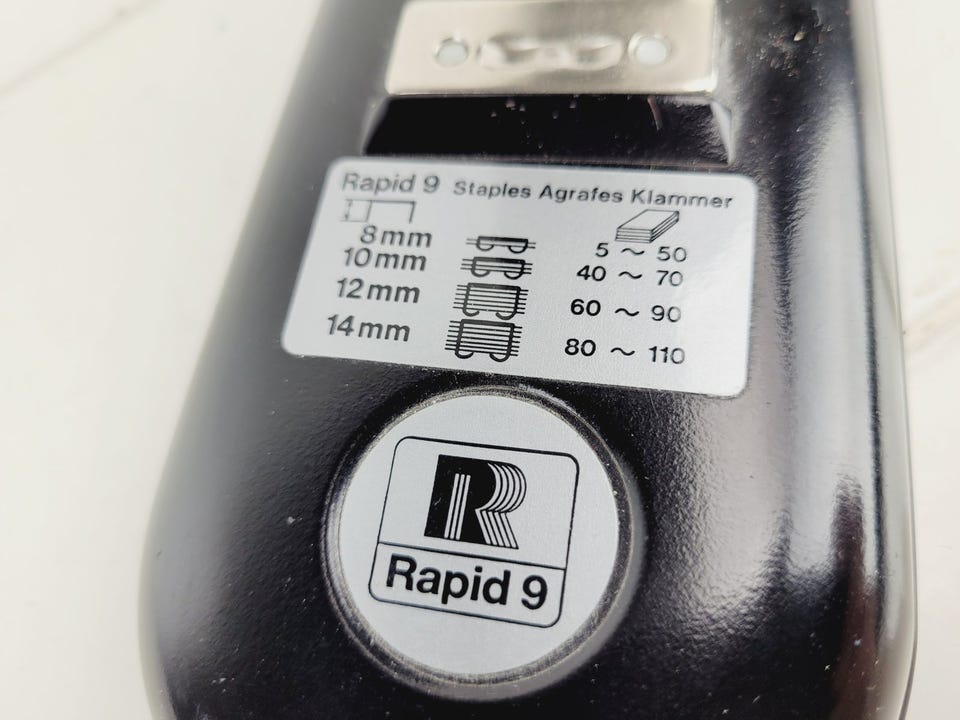 Rapid 9 Staples Agrafes Klammer
8mm 5 ~ 50
10mm 40 ~ 70
12mm 60 ~ 90
14mm 80 ~ 110
R
Rapid 9